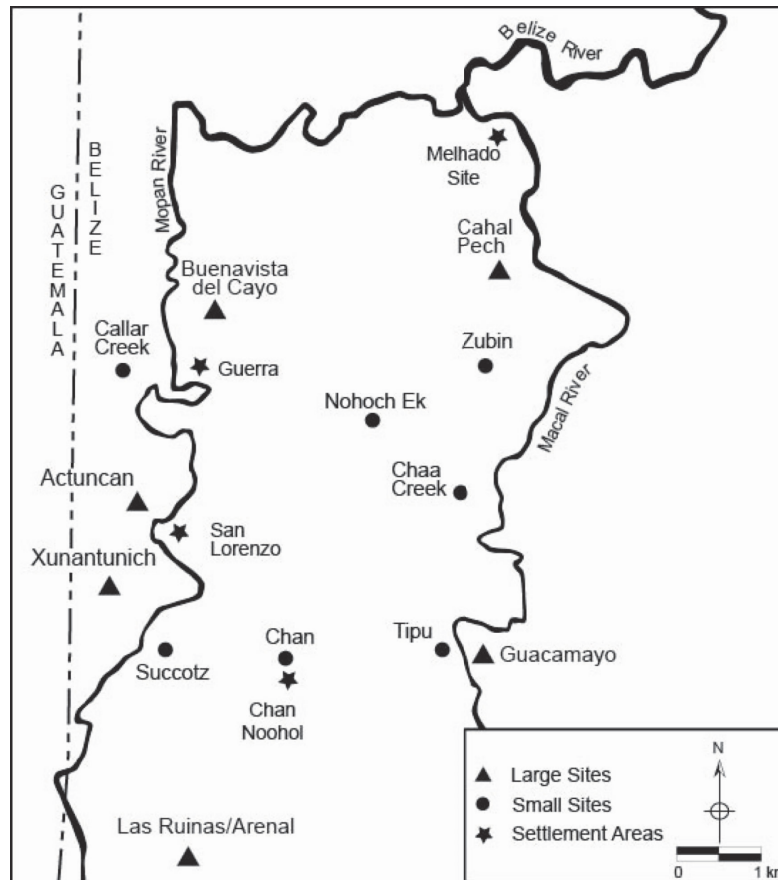 Belize River
Mopan River
BELIZE
GUATEMALA
Melhado
Site
Cahal
Pech
Buenavista
del Cayo
Callar
Creek
Guerra
Zubin
Nohoch Ek
Macal River
Chaa
Creek
Actuncan
San
Lorenzo
Xunantunich
Succotz
Chan
Tipu
Guacamayo
Chan
Noohol
Las Ruinas/Arenal
Large Sites
Small Sites
Settlement Areas
N
0 1 km